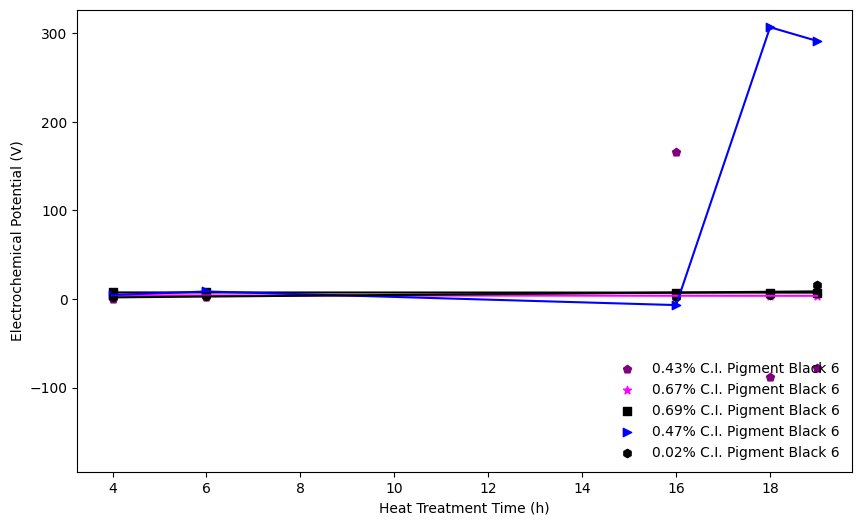 300
200
100
0
−100
Electrochemical Potential (V)
0.43% C.I. Pigment Black 6
0.67% C.I. Pigment Black 6
0.69% C.I. Pigment Black 6
0.47% C.I. Pigment Black 6
0.02% C.I. Pigment Black 6
4 6 8 10 12 14 16 18
Heat Treatment Time (h)